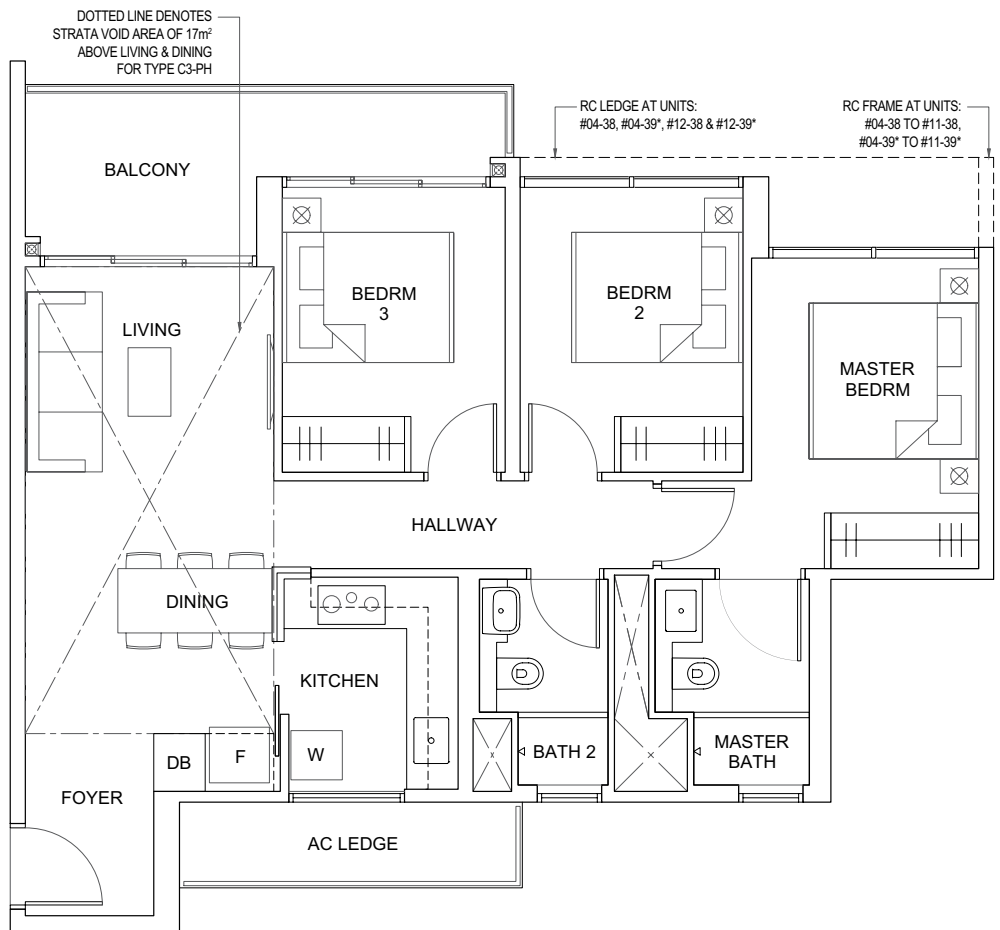 DOTTED LINE DENOTES
STRATA VOID AREA OF 17m²
ABOVE LIVING & DINING
FOR TYPE C3-PH
RC LEDGE AT UNITS:
#04-38, #04-39*, #12-38 & #12-39*
RC FRAME AT UNITS:
#04-38 TO #11-38,
#04-39* TO #11-39*
BALCONY
BEDRM
3
BEDRM
2
LIVING
MASTER
BEDRM
HALLWAY
DINING
KITCHEN
DB
F
W
BATH 2
MASTER
BATH
FOYER
AC LEDGE